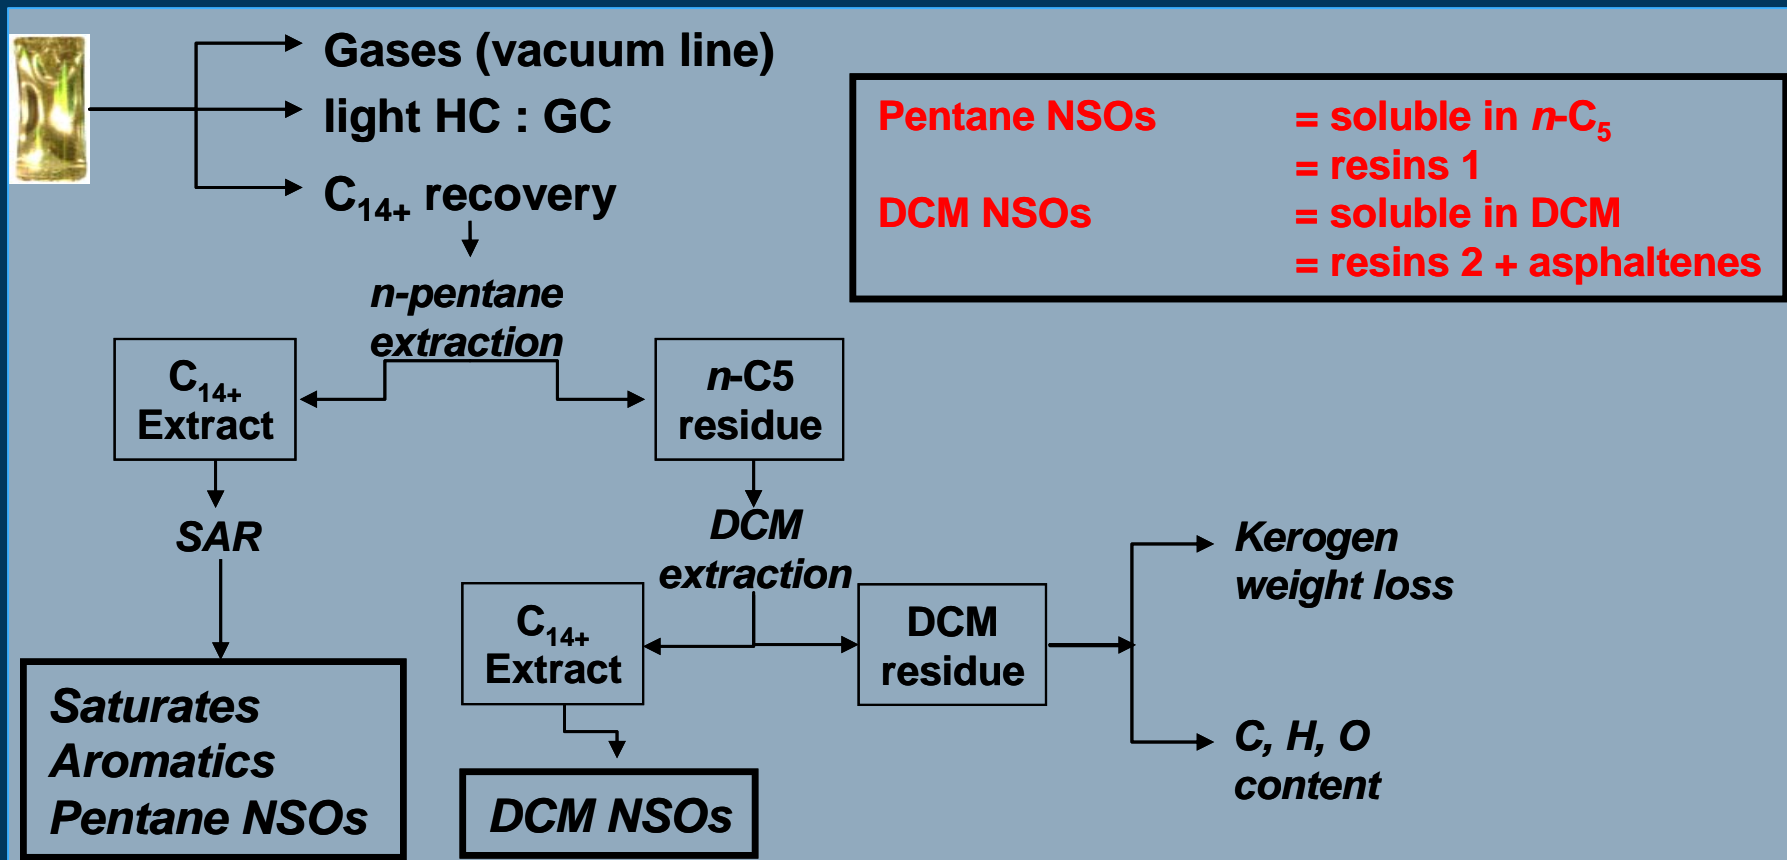 Gases (vacuum line)
light HC : GC
C₁₄₊ recovery
Pentane NSOs = soluble in n-C₅
= resins 1
DCM NSOs = soluble in DCM
= resins 2 + asphaltenes
n-pentane
extraction
C₁₄₊
Extract
n-C5
residue
SAR
DCM
extraction
Saturates
Aromatics
Pentane NSOs
C₁₄₊
Extract
DCM NSOs
DCM
residue
Kerogen
weight loss
C, H, O
content